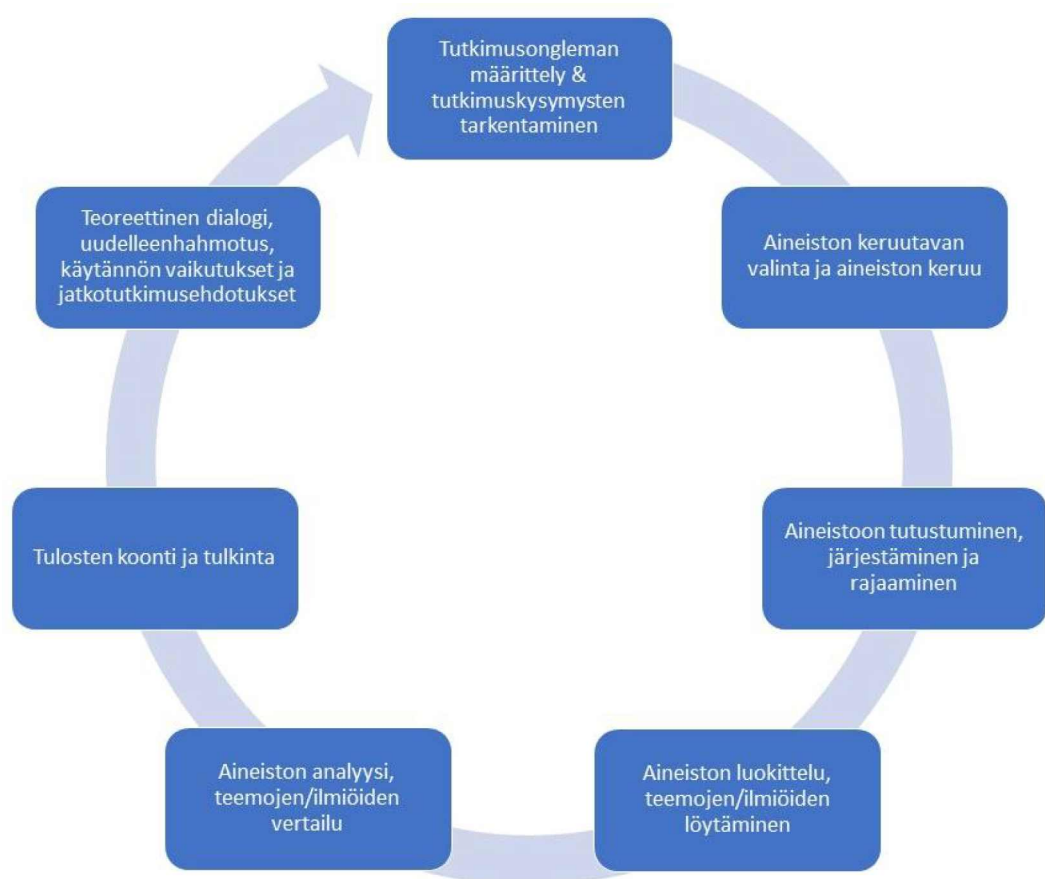 Tutkimusongleman
määrittely &
tutkimuskysymysten
tarkentaminen
Aineiston keruutavan
valinta ja aineiston keruu
Aineistoon tutustuminen,
järjestäminen ja
rajaaminen
Aineiston luokittelu,
teemojen/ilmiöiden
löytäminen
Aineiston analyysi,
teemojen/ilmiöiden
vertailu
Tulosten koonti ja tulkinta
Teoreettinen dialogi,
uudelleenhahmotus,
käytännön vaikutukset ja
jatkotutkimusehdotukset